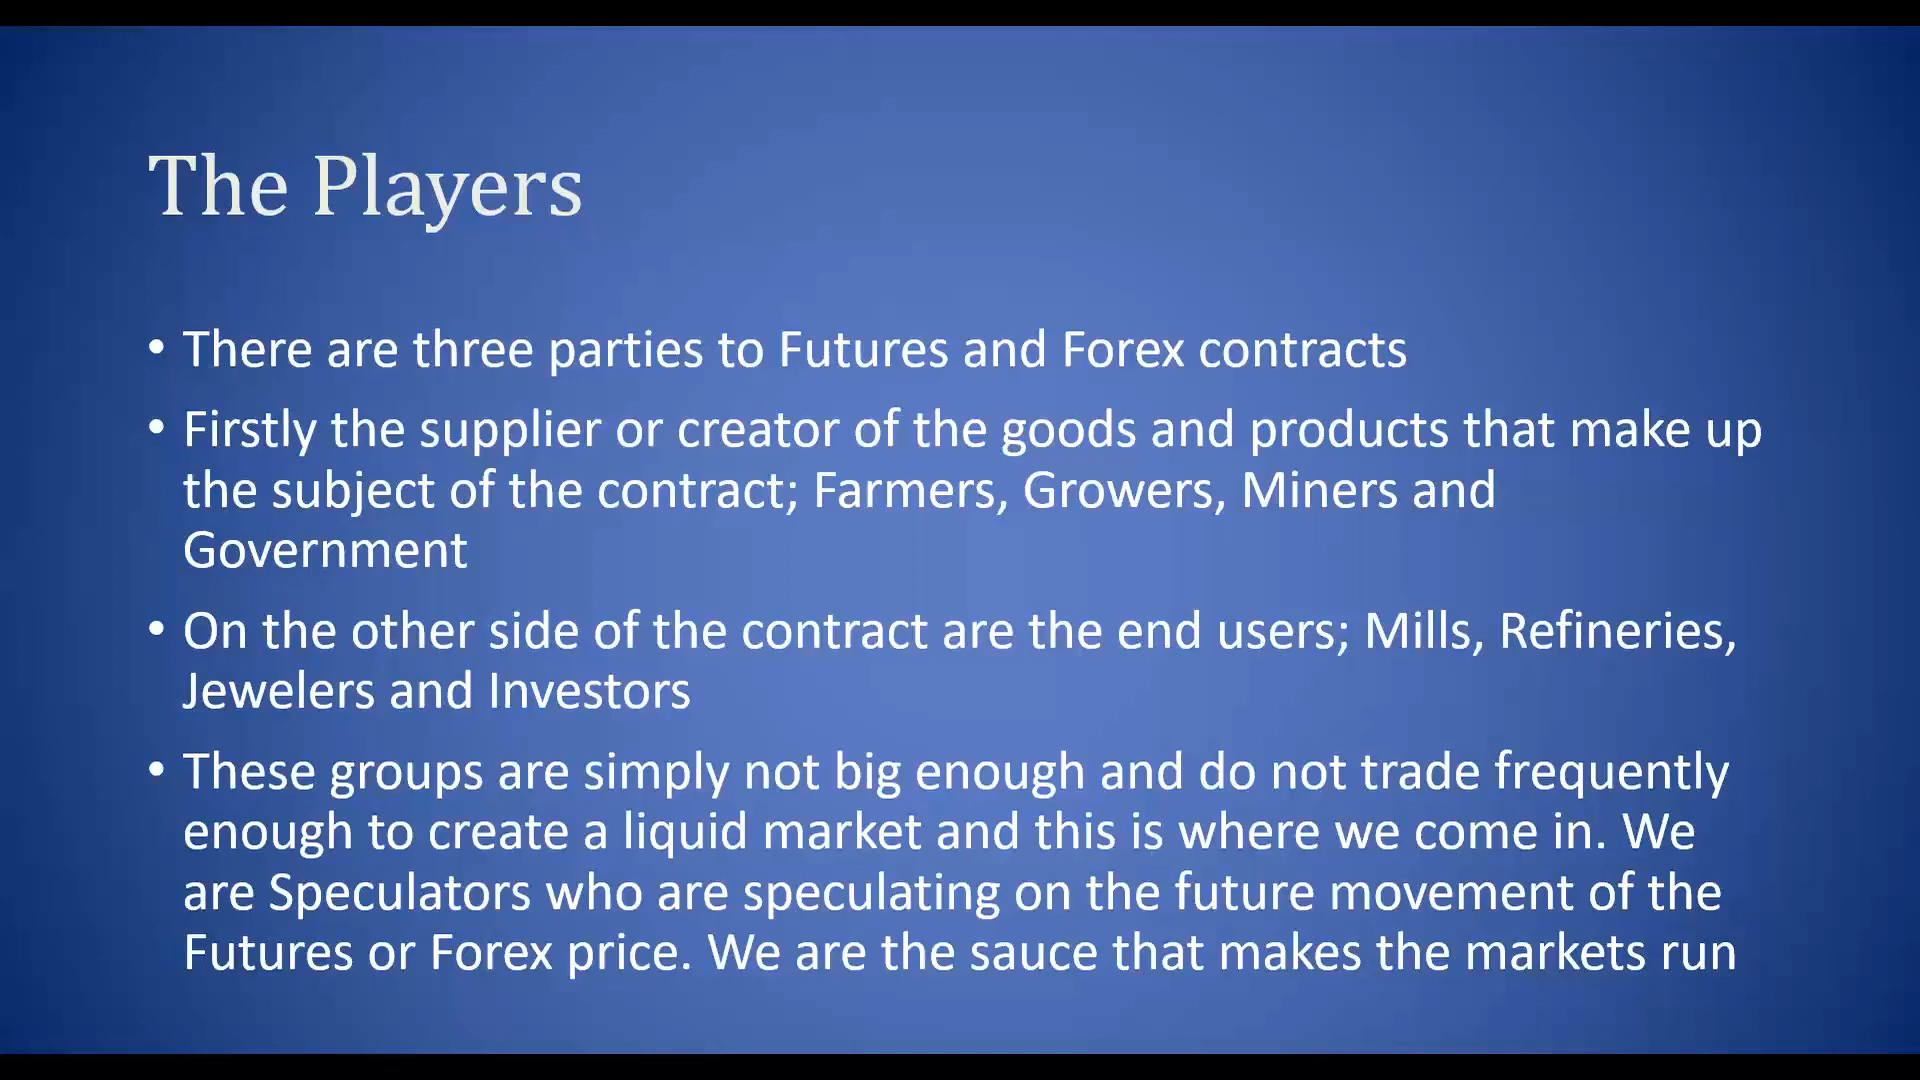 The Players
• There are three parties to Futures and Forex contracts
• Firstly the supplier or creator of the goods and products that make up
the subject of the contract; Farmers, Growers, Miners and
Government
• On the other side of the contract are the end users; Mills, Refineries,
Jewelers and Investors
• These groups are simply not big enough and do not trade frequently
enough to create a liquid market and this is where we come in. We
are Speculators who are speculating on the future movement of the
Futures or Forex price. We are the sauce that makes the markets run